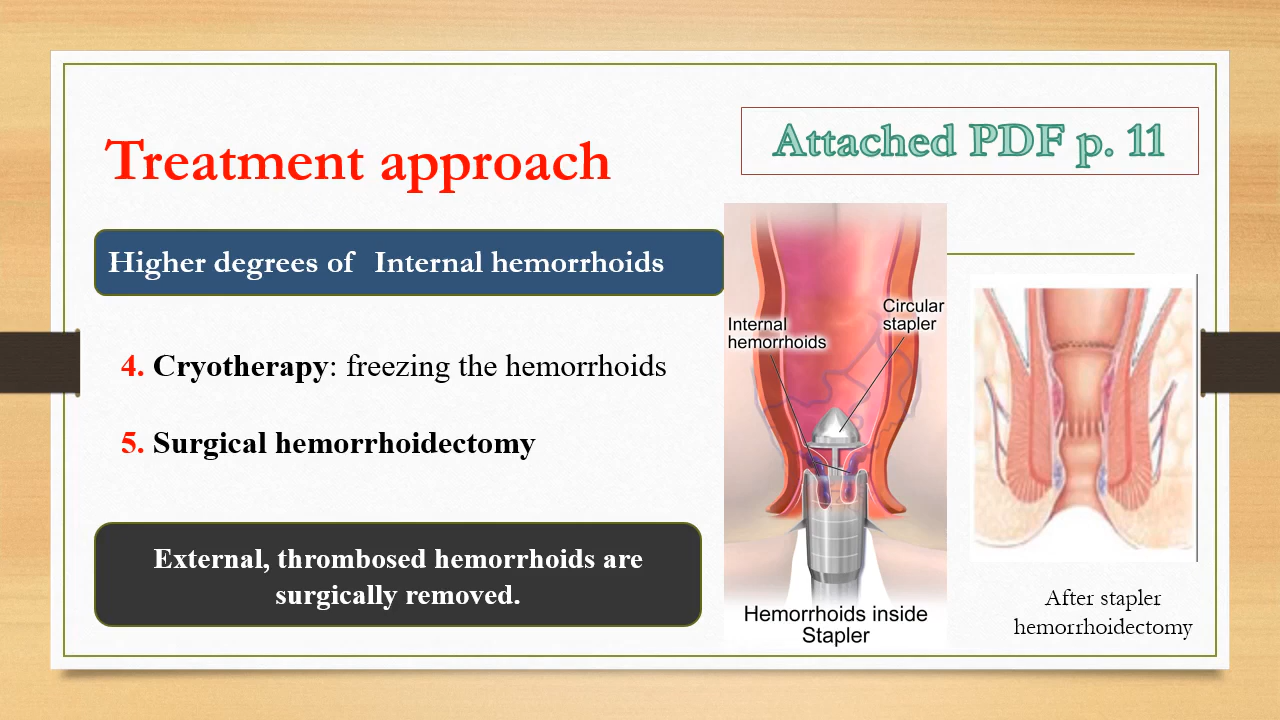 Treatment approach
Attached PDF p. 11
Higher degrees of Internal hemorrhoids
4. Cryotherapy: freezing the hemorrhoids
5. Surgical hemorrhoidectomy
External, thrombosed hemorrhoids are
surgically removed.
Internal
hemorrhoids
Circular
stapler
Hemorrhoids inside
Stapler
After stapler
hemorrhoidectomy